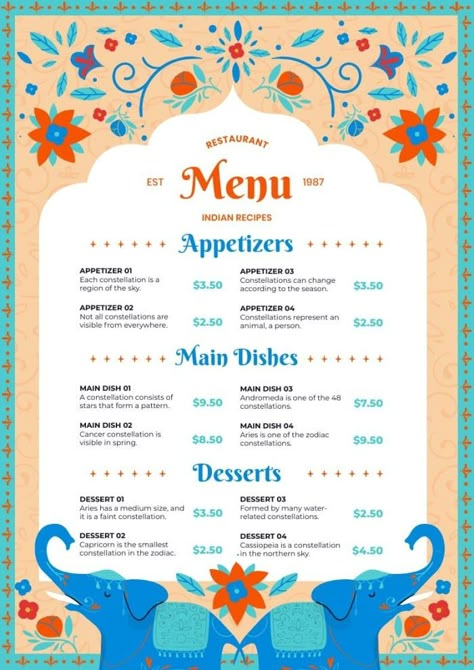 RESTAURANT
EST
Menu
1987
INDIAN RECIPES
Appetizers
APPETIZER 01
Each constellation is a
region of the sky.
$3.50
APPETIZER 03
Constellations can change
according to the season.
$3.50
APPETIZER 02
Not all constellations are
visible from everywhere.
$2.50
APPETIZER 04
Constellations represent an
animal, a person.
$2.50
Main Dishes
MAIN DISH 01
A constellation consists of
stars that form a pattern.
$9.50
MAIN DISH 03
Andromeda is one of the 48
constellations.
$7.50
MAIN DISH 02
Cancer constellation is
visible in spring.
$8.50
MAIN DISH 04
Aries is one of the zodiac
constellations.
$9.50
Desserts
DESSERT 01
Aries has a medium size, and
it is a faint constellation.
$3.50
DESSERT 03
Formed by many water-
related constellations.
$2.50
DESSERT 02
Capricorn is the smallest
constellation in the zodiac.
$2.50
DESSERT 04
Cassiopeia is a constellation
in the northern sky.
$4.50